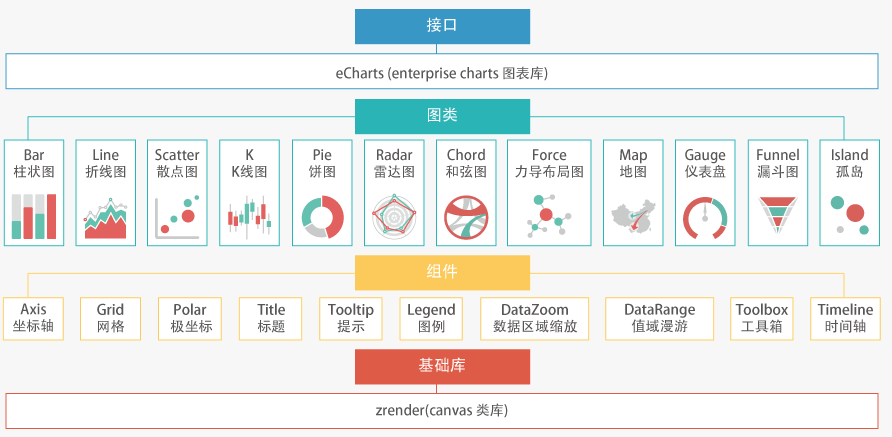 接口
eCharts (enterprise charts 图表库)
图类
Bar
柱状图
Line
折线图
Scatter
散点图
K
K线图
Pie
饼图
Radar
雷达图
Chord
和弦图
Force
力导布局图
Map
地图
Gauge
仪表盘
Funnel
漏斗图
Island
孤岛
组件
Axis
坐标轴
Grid
网格
Polar
极坐标
Title
标题
Tooltip
提示
Legend
图例
DataZoom
数据区域缩放
DataRange
值域漫游
Toolbox
工具箱
Timeline
时间轴
基础库
zrender(canvas 类库)